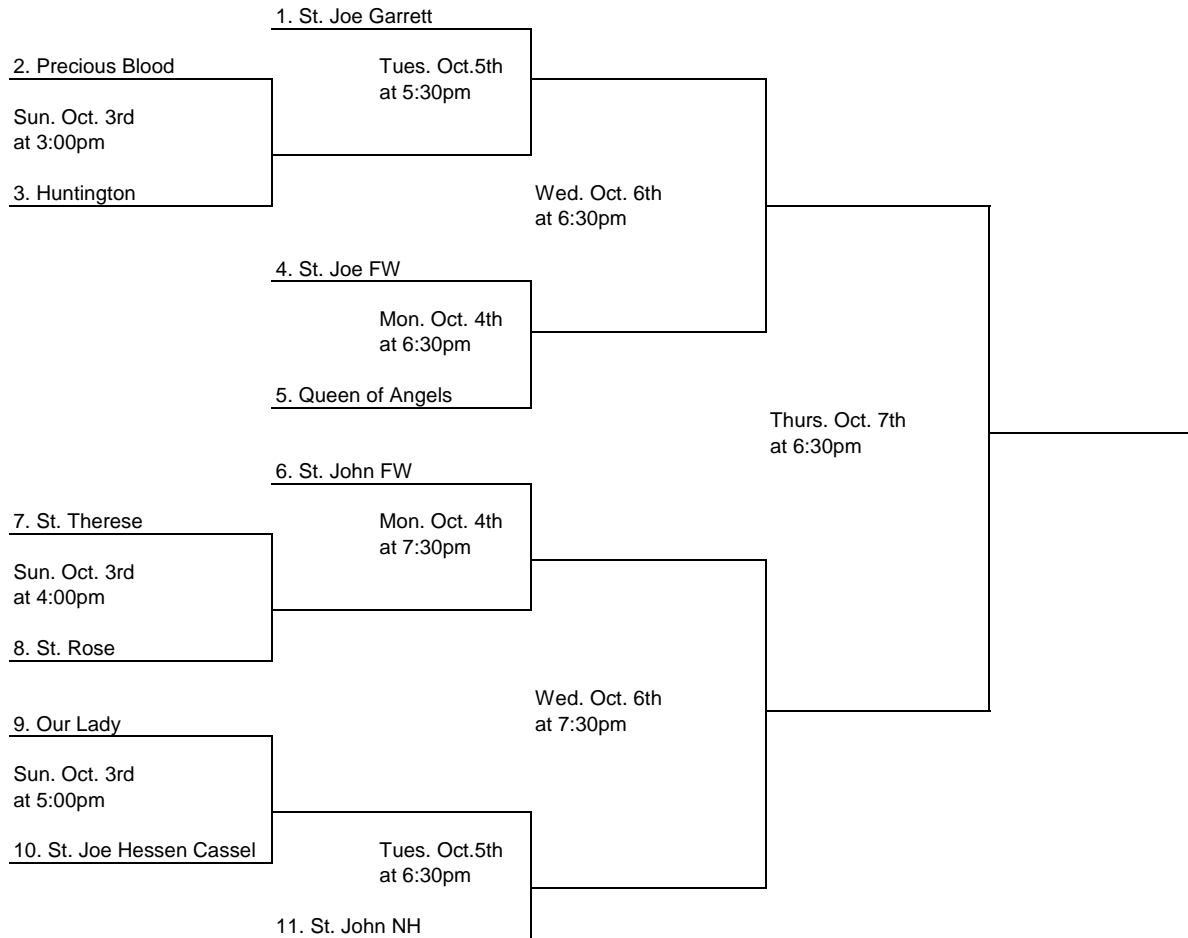 1. St. Joe Garrett
2. Precious Blood
Tues. Oct.5th
at 5:30pm
Sun. Oct. 3rd
at 3:00pm
3. Huntington
Wed. Oct. 6th
at 6:30pm
4. St. Joe FW
Mon. Oct. 4th
at 6:30pm
5. Queen of Angels
Thurs. Oct. 7th
at 6:30pm
6. St. John FW
7. St. Therese
Mon. Oct. 4th
at 7:30pm
Sun. Oct. 3rd
at 4:00pm
8. St. Rose
Wed. Oct. 6th
at 7:30pm
9. Our Lady
Sun. Oct. 3rd
at 5:00pm
10. St. Joe Hessen Cassel
Tues. Oct.5th
at 6:30pm
11. St. John NH